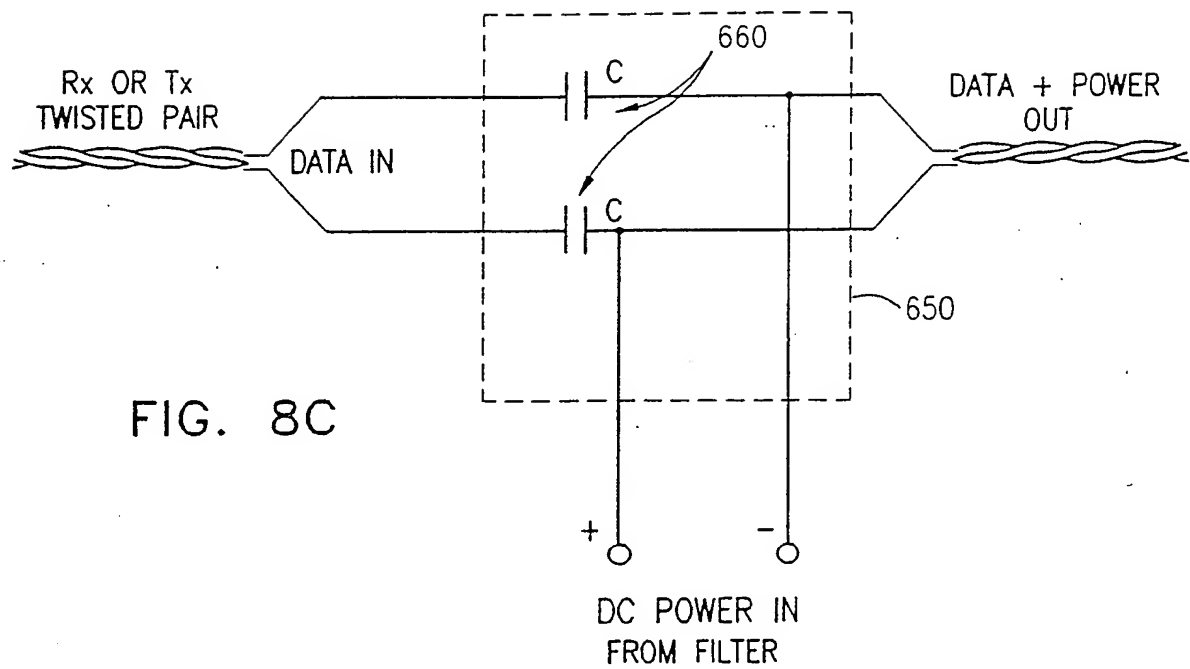 660
C
Rx OR Tx
TWISTED PAIR
DATA IN
DATA + POWER
OUT
C
650
FIG. 8C
+ -
DC POWER IN
FROM FILTER